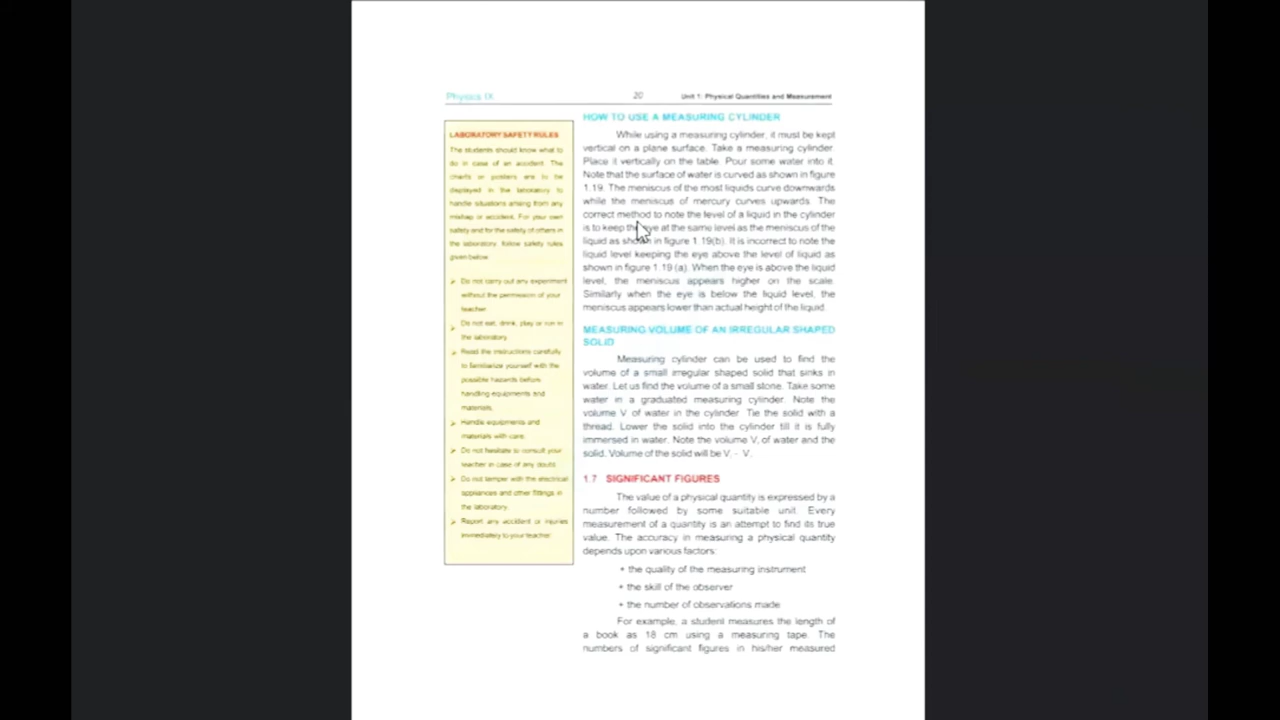 Physics IX
20
Unit 1: Physical Quantities and Measurement
LABORATORY SAFETY RULES
The students should know what to
do in case of an accident. The
charts or posters are to be
displayed in the laboratory to
handle situations arising from any
mishap or accident. For your own
safety and for the safety of others in
the laboratory, follow safety rules
given below:
➢ Do not carry out any experiment
without the permission of your
teacher.
➢ Do not eat, drink, play or run in
the laboratory.
➢ Read the instructions carefully
to familiarize yourself with the
possible hazards before
handling equipments and
materials.
➢ Handle equipments and
materials with care.
➢ Do not hesitate to consult your
teacher in case of any doubt.
➢ Do not temper with the electrical
appliances and other fittings in
the laboratory.
➢ Report any accident or injuries
immediately to your teacher.
HOW TO USE A MEASURING CYLINDER
While using a measuring cylinder, it must be kept
vertical on a plane surface. Take a measuring cylinder.
Place it vertically on the table. Pour some water into it.
Note that the surface of water is curved as shown in figure
1.19. The meniscus of the most liquids curve downwards
while the meniscus of mercury curves upwards. The
correct method to note the level of a liquid in the cylinder
is to keep the eye at the same level as the meniscus of the
liquid as shown in figure 1.19(b). It is incorrect to note the
liquid level keeping the eye above the level of liquid as
shown in figure 1.19 (a). When the eye is above the liquid
level, the meniscus appears higher on the scale.
Similarly when the eye is below the liquid level, the
meniscus appears lower than actual height of the liquid.
MEASURING VOLUME OF AN IRREGULAR SHAPED
SOLID
Measuring cylinder can be used to find the
volume of a small irregular shaped solid that sinks in
water. Let us find the volume of a small stone. Take some
water in a graduated measuring cylinder. Note the
volume V of water in the cylinder. Tie the solid with a
thread. Lower the solid into the cylinder till it is fully
immersed in water. Note the volume V, of water and the
solid. Volume of the solid will be V, - V.
1.7 SIGNIFICANT FIGURES
The value of a physical quantity is expressed by a
number followed by some suitable unit. Every
measurement of a quantity is an attempt to find its true
value. The accuracy in measuring a physical quantity
depends upon various factors:
• the quality of the measuring instrument
• the skill of the observer
• the number of observations made
For example, a student measures the length of
a book as 18 cm using a measuring tape. The
numbers of significant figures in his/her measured